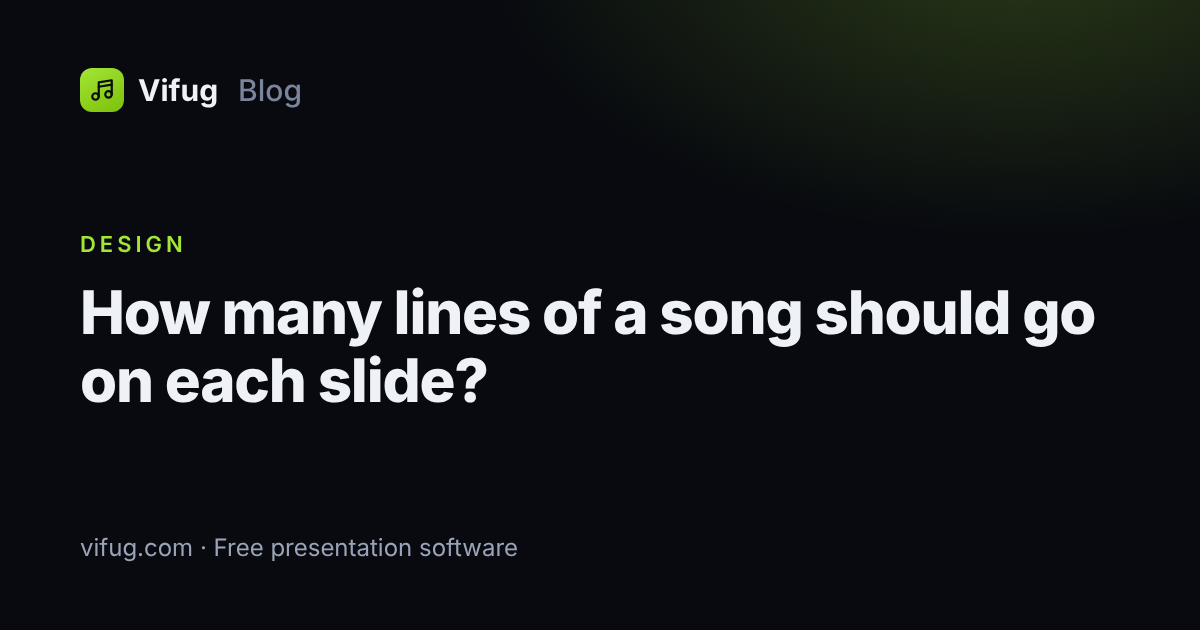 Vifug Blog
DESIGN
How many lines of a song should go
on each slide?
vifug.com · Free presentation software